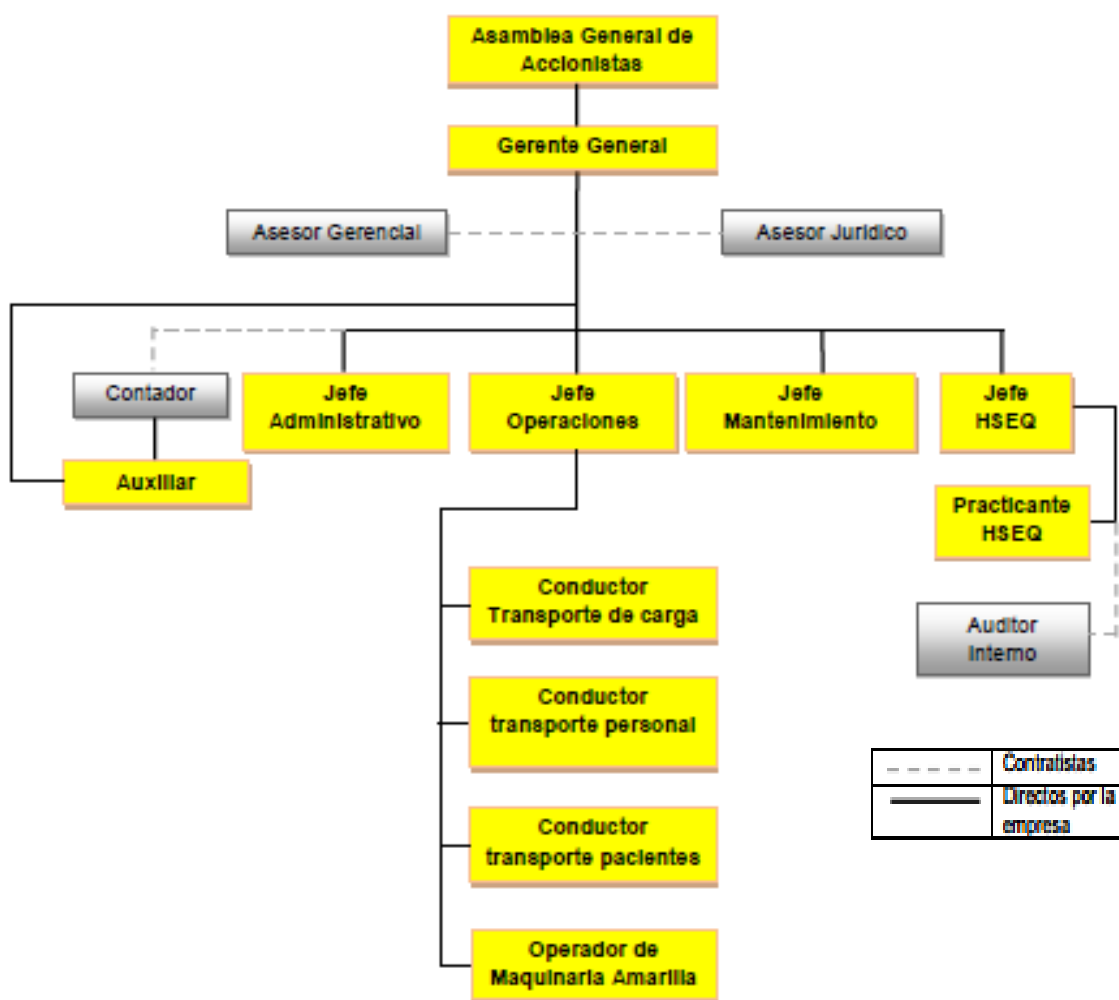 Asamblea General de
Accionistas
Gerente General
Asesor Gerencial
Asesor Juridico
Contador
Jefe
Administrativo
Jefe
Operaciones
Jefe
Mantenimiento
Jefe
HSEQ
Auxiliar
Practicante
HSEQ
Conductor
Transporte de carga
Auditor
Interno
Conductor
transporte personal
Contratistas
Directos por la
empresa
Conductor
transporte pacientes
Operador de
Maquinaria Amarilla